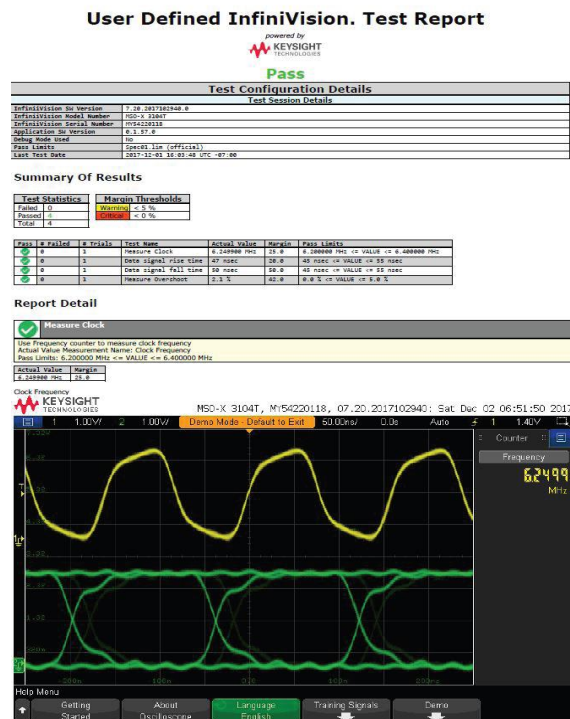 User Defined InfiniVision. Test Report
powered by
KEYSIGHT
TECHNOLOGIES
Pass
Test Configuration Details
Test Session Details
InfiniiVision SW Version 7.20.2017102940.0
InfiniiVision Model Number MSO-X 3104T
InfiniiVision Serial Number MY54220118
Application SW Version 0.1.57.0
Debug Mode Used No
Pass Limits Spec01.lim (official)
Last Test Date 2017-12-01 16:03:48 UTC -07:00
Summary Of Results
Test Statistics
Failed 0
Passed 4
Total 4
Margin Thresholds
Warning < 5 %
Critical < 0 %
Pass # Failed # Trials Test Name Actual Value Margin Pass Limits
0 1 Measure Clock 6.249900 MHz 25.0 6.200000 MHz <= VALUE <= 6.400000 MHz
0 1 Data signal rise time 47 nsec 20.0 45 nsec <= VALUE <= 55 nsec
0 1 Data signal fall time 50 nsec 50.0 45 nsec <= VALUE <= 55 nsec
0 1 Measure Overshoot 2.1 % 42.0 0.0 % <= VALUE <= 5.0 %
Report Detail
Measure Clock
Use Frequency counter to measure clock frequency
Actual Value Measurement Name: Clock Frequency
Pass Limits: 6.200000 MHz <= VALUE <= 6.400000 MHz
Actual Value Margin
6.249900 MHz 25.0
Clock Frequency
KEYSIGHT
TECHNOLOGIES
MSO-X 3104T, MY54220118, 07.20.2017102940: Sat Dec 02 06:51:50 2017
1 1.00V/ 2 1.00V/ Demo Mode - Default to Exit 50.00ns/ 0.0s Auto 1 1.40V
Counter
Frequency
6.2499
MHz
Help Menu
Getting Started
About Oscilloscope
Language English
Training Signals
Demo